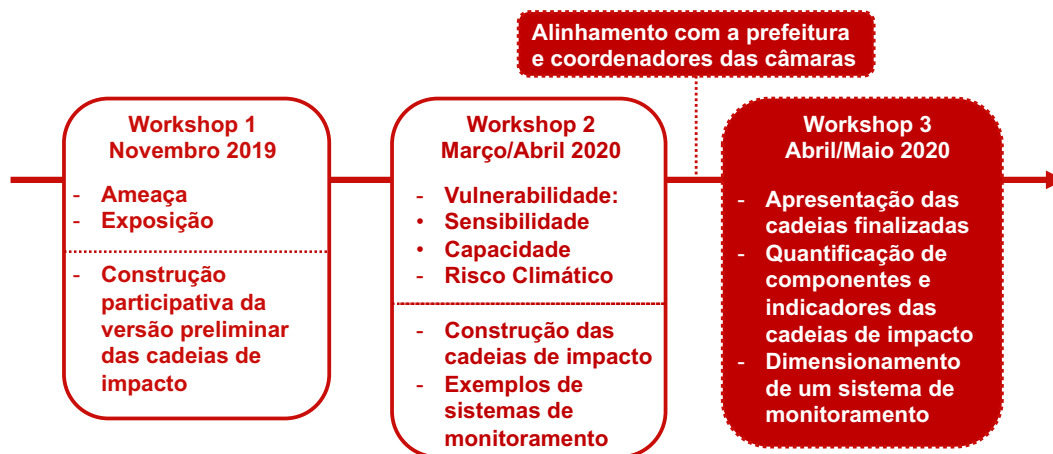 Alinhamento com a prefeitura
e coordenadores das câmaras
Workshop 1
Novembro 2019
- Ameaça
- Exposição
- Construção
participativa da
versão preliminar
das cadeias de
impacto
Workshop 2
Março/Abril 2020
- Vulnerabilidade:
• Sensibilidade
• Capacidade
- Risco Climático
- Construção das
cadeias de impacto
- Exemplos de
sistemas de
monitoramento
Workshop 3
Abril/Maio 2020
- Apresentação das
cadeias finalizadas
- Quantificação de
componentes e
indicadores das
cadeias de impacto
- Dimensionamento
de um sistema de
monitoramento